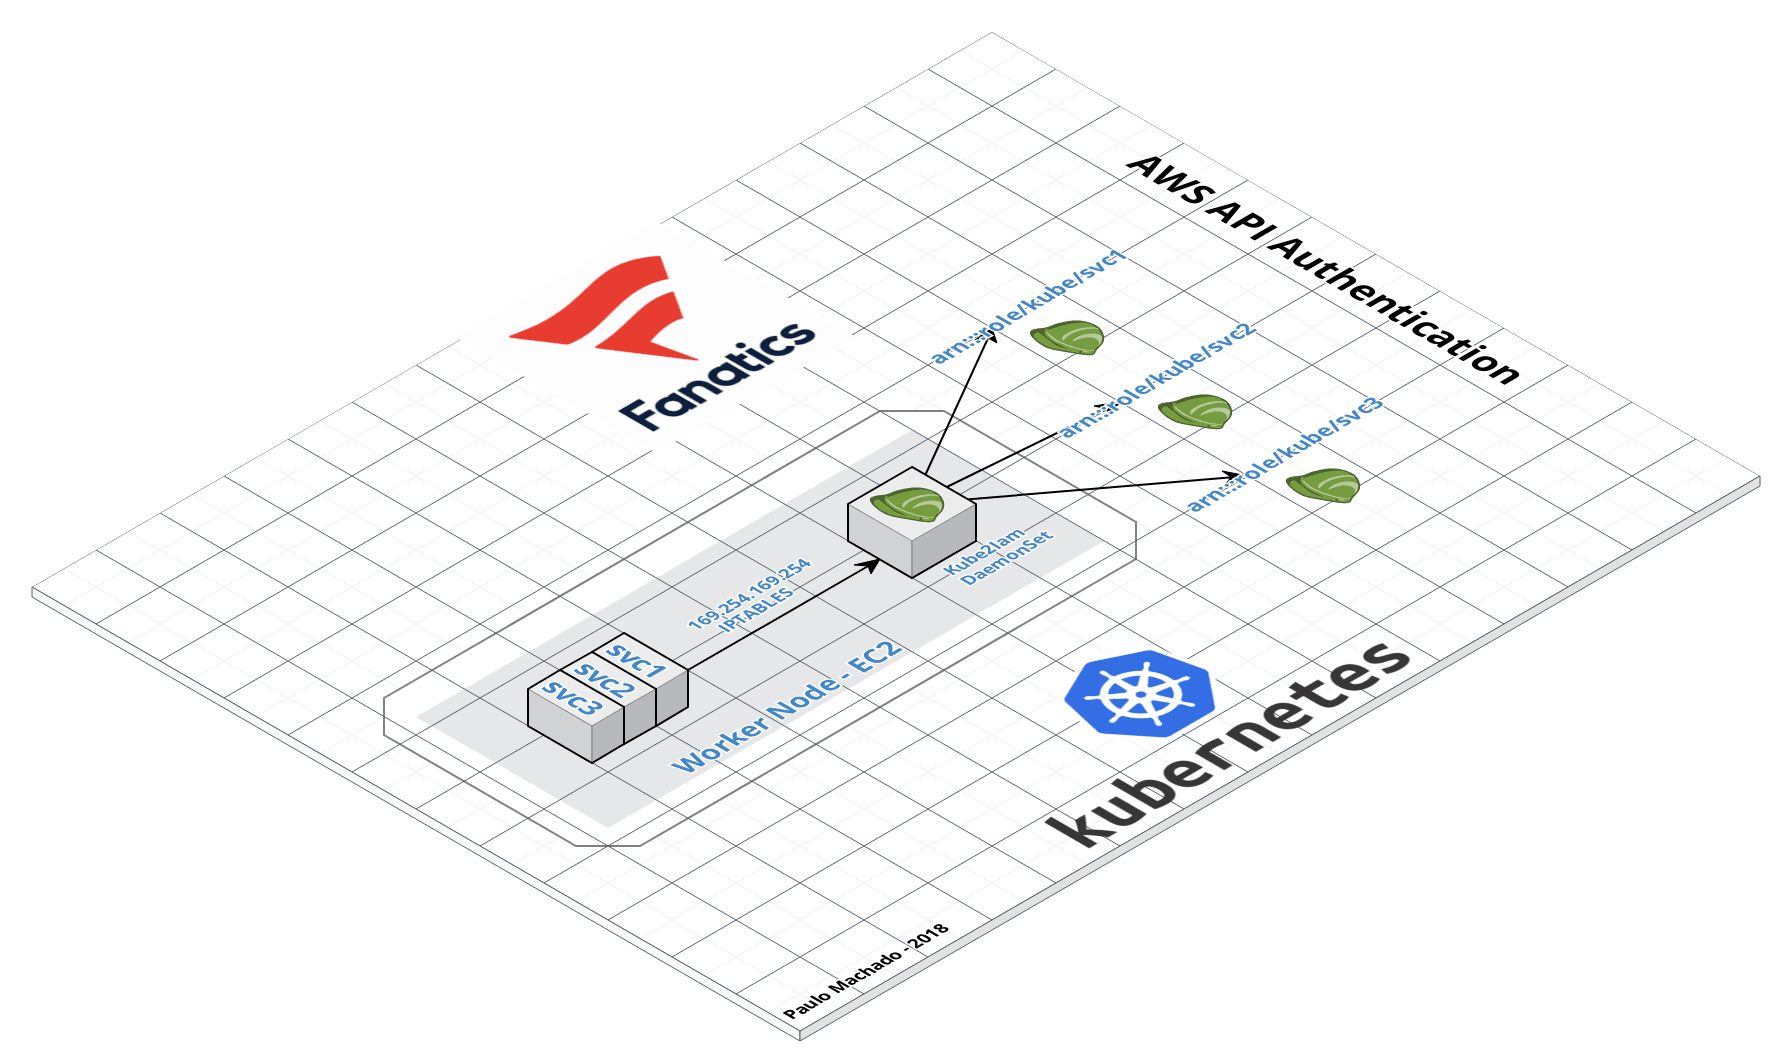 AWS API Authentication
Fanatics
arn:::role/kube/svc1
arn:::role/kube/svc2
arn:::role/kube/svc3
Kube2Iam
DaemonSet
169.254.169.254
IPTABLES
svc1
svc2
svc3
Worker Node - EC2
kubernetes
Paulo Machado - 2018